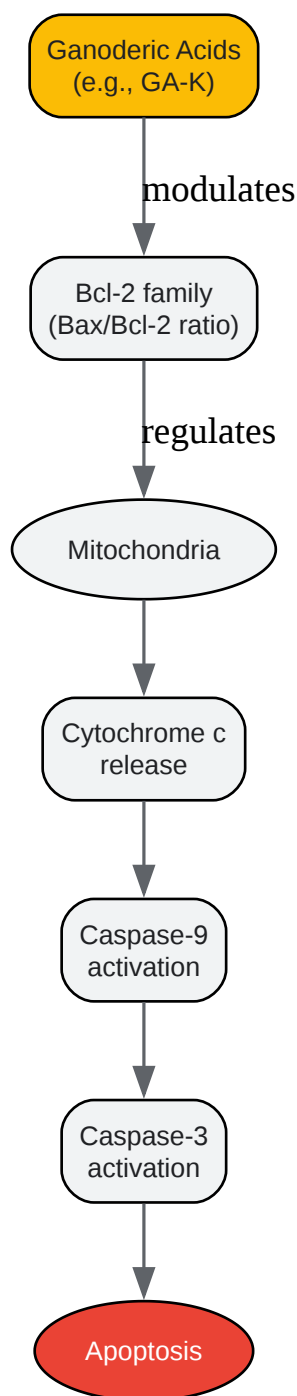 Ganoderic Acids
(e.g., GA-K)
modulates
Bcl-2 family
(Bax/Bcl-2 ratio)
regulates
Mitochondria
Cytochrome c
release
Caspase-9
activation
Caspase-3
activation
Apoptosis